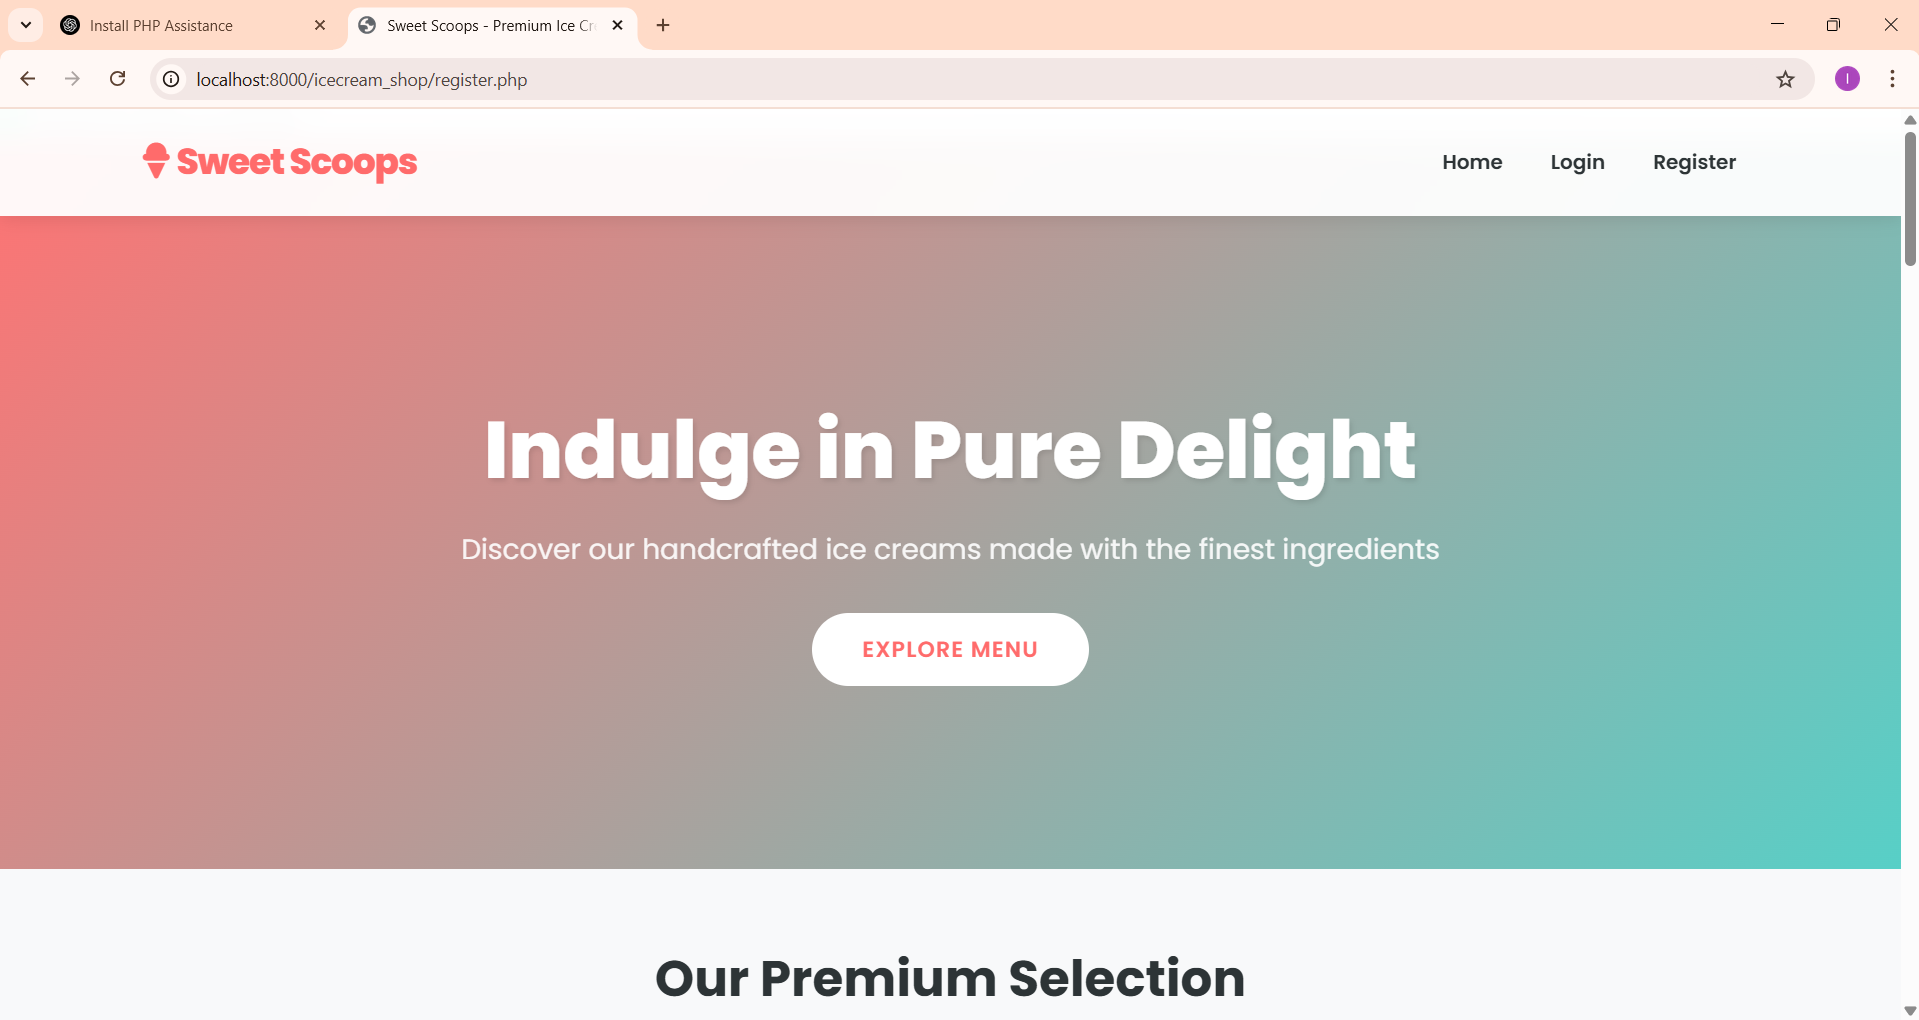 Install PHP Assistance
Sweet Scoops - Premium Ice Cr
localhost:8000/icecream_shop/register.php
I
Sweet Scoops
Home
Login
Register
Indulge in Pure Delight
Discover our handcrafted ice creams made with the finest ingredients
EXPLORE MENU
Our Premium Selection